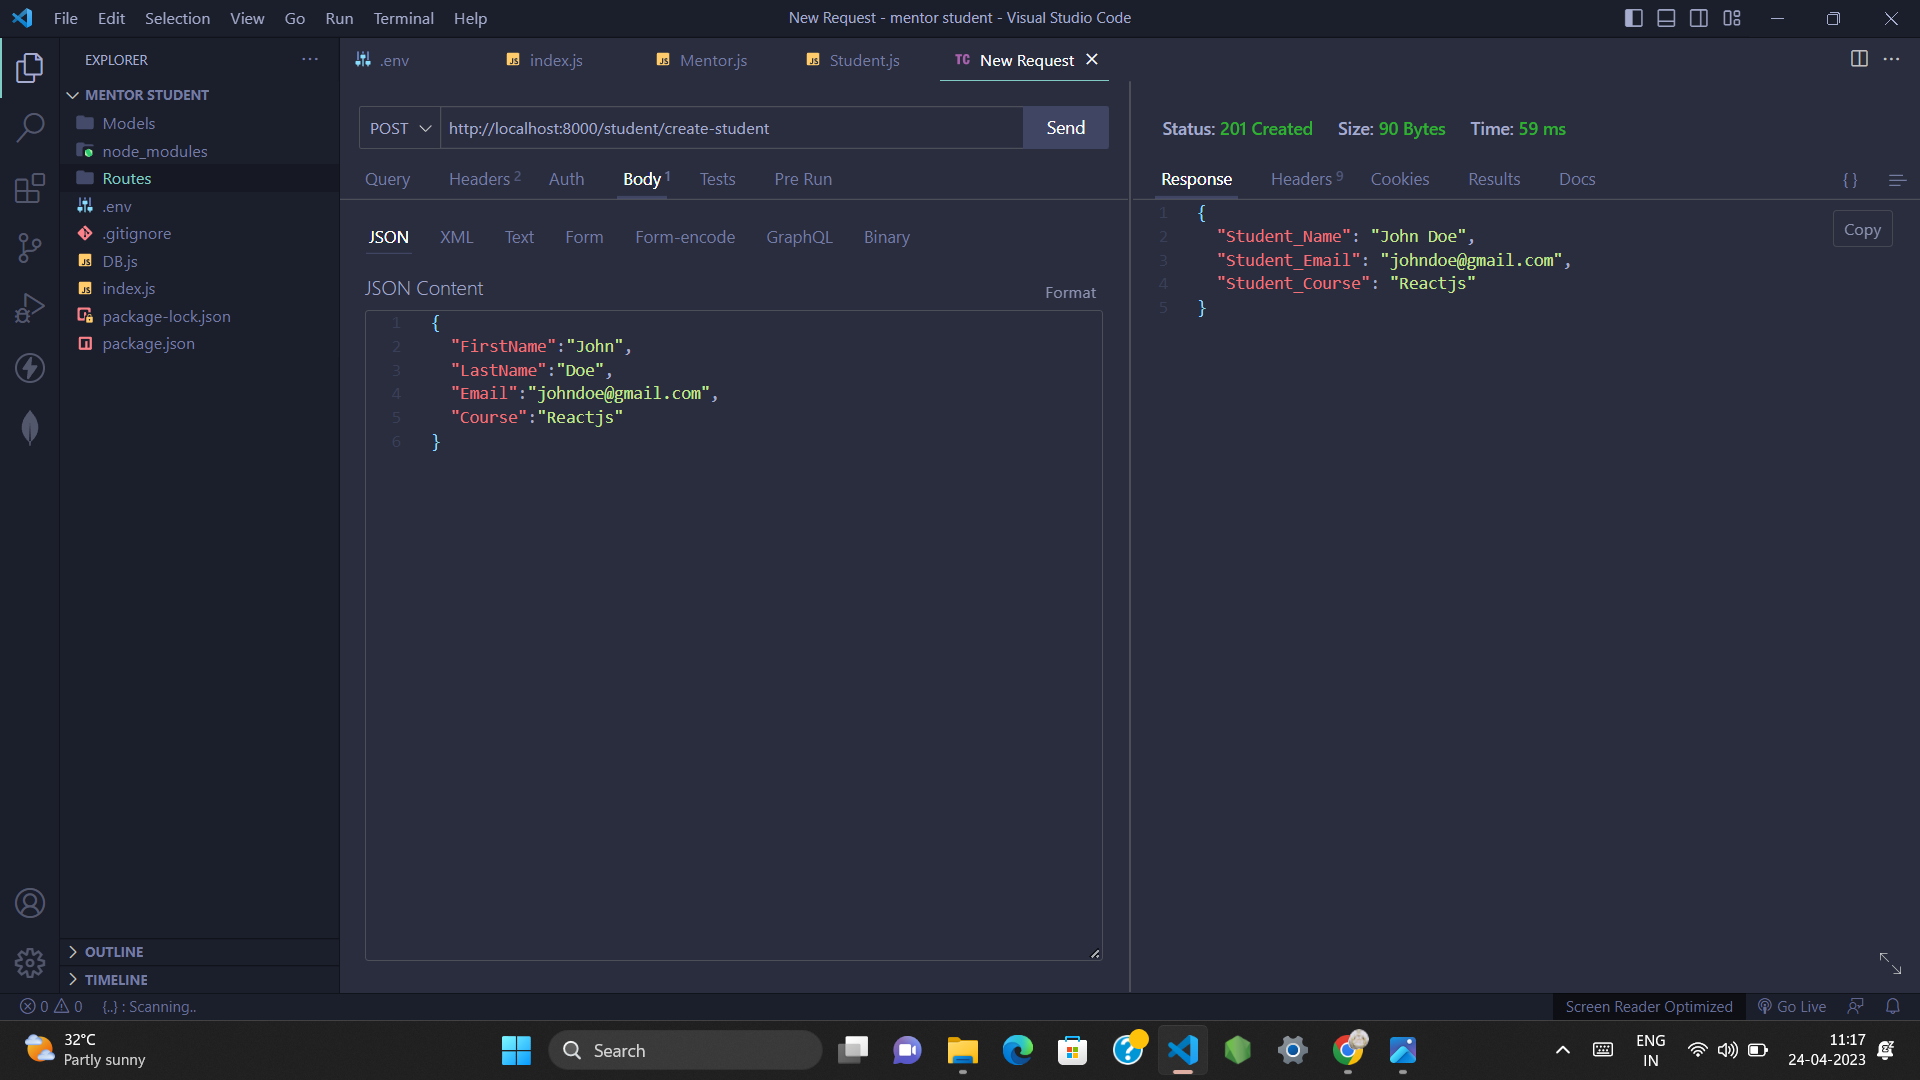 File Edit Selection View Go Run Terminal Help
New Request - mentor student - Visual Studio Code
EXPLORER
MENTOR STUDENT
Models
node_modules
Routes
.env
.gitignore
DB.js
index.js
package-lock.json
package.json
OUTLINE
TIMELINE
.env
JS index.js
JS Mentor.js
JS Student.js
TC New Request
POST
http://localhost:8000/student/create-student
Send
Query Headers 2 Auth Body 1 Tests Pre Run
JSON XML Text Form Form-encode GraphQL Binary
JSON Content
Format
1 {
2 "FirstName":"John",
3 "LastName":"Doe",
4 "Email":"johndoe@gmail.com",
5 "Course":"Reactjs"
6 }
Status: 201 Created Size: 90 Bytes Time: 59 ms
Response Headers 9 Cookies Results Docs
{ }
Copy
1 {
2 "Student_Name": "John Doe",
3 "Student_Email": "johndoe@gmail.com",
4 "Student_Course": "Reactjs"
5 }
0 0 {..} : Scanning..
Screen Reader Optimized Go Live
32°C
Partly sunny
Search
ENG
IN
11:17
24-04-2023